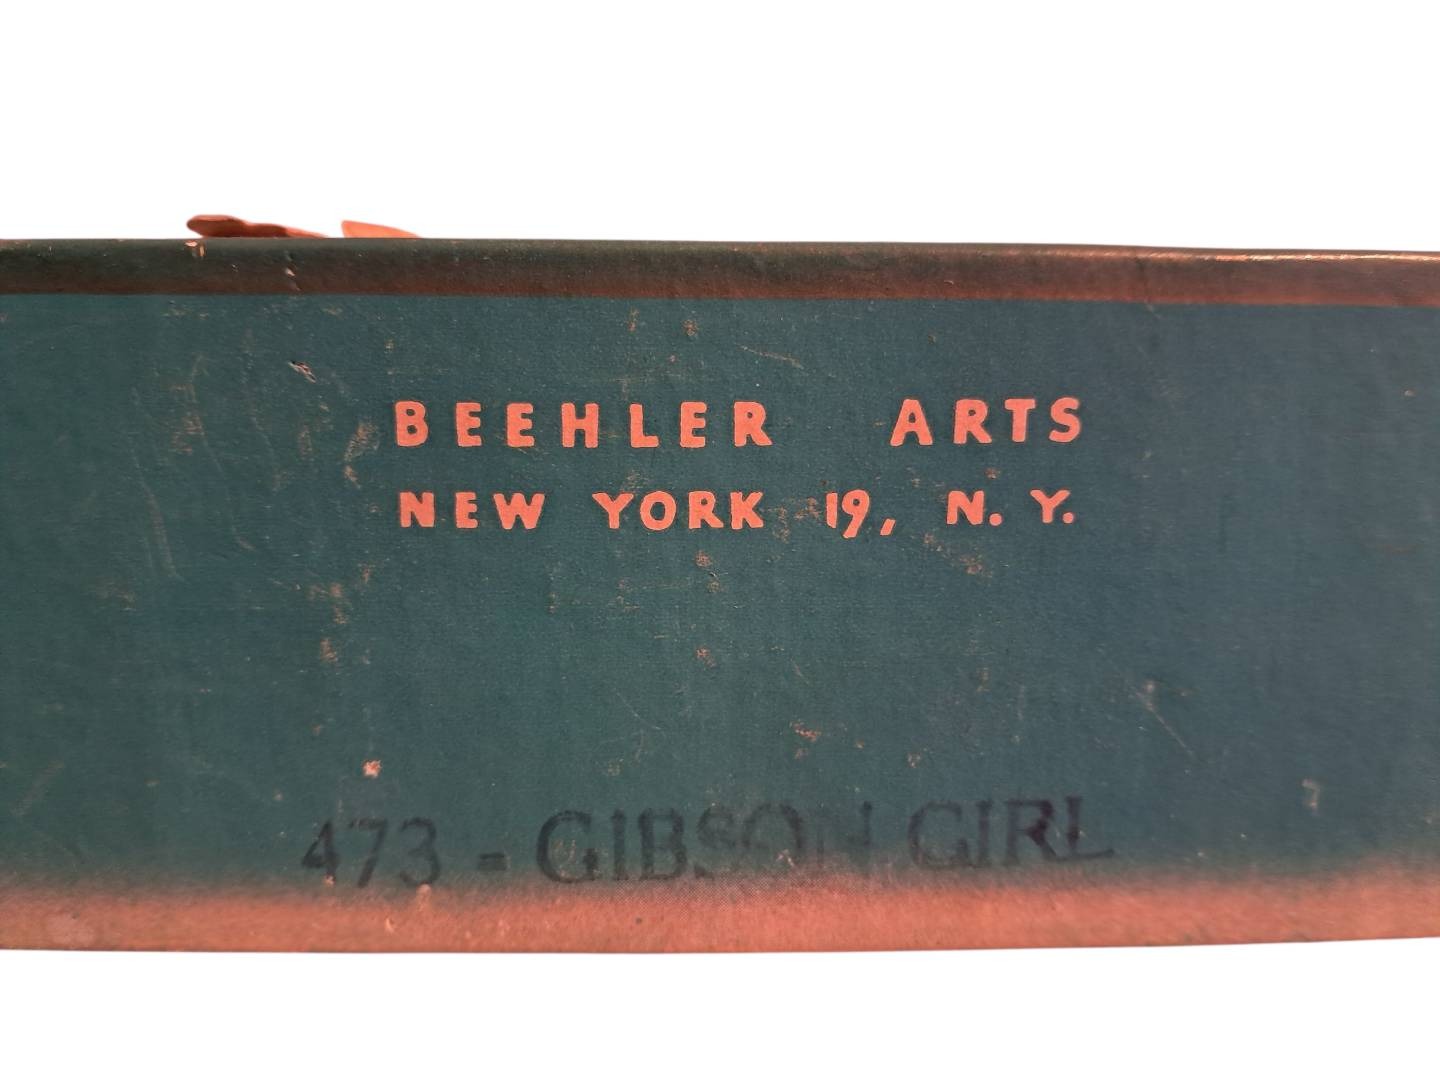 BEEHLER ARTS
NEW YORK 19, N. Y.
473 - GIBSON GIRL